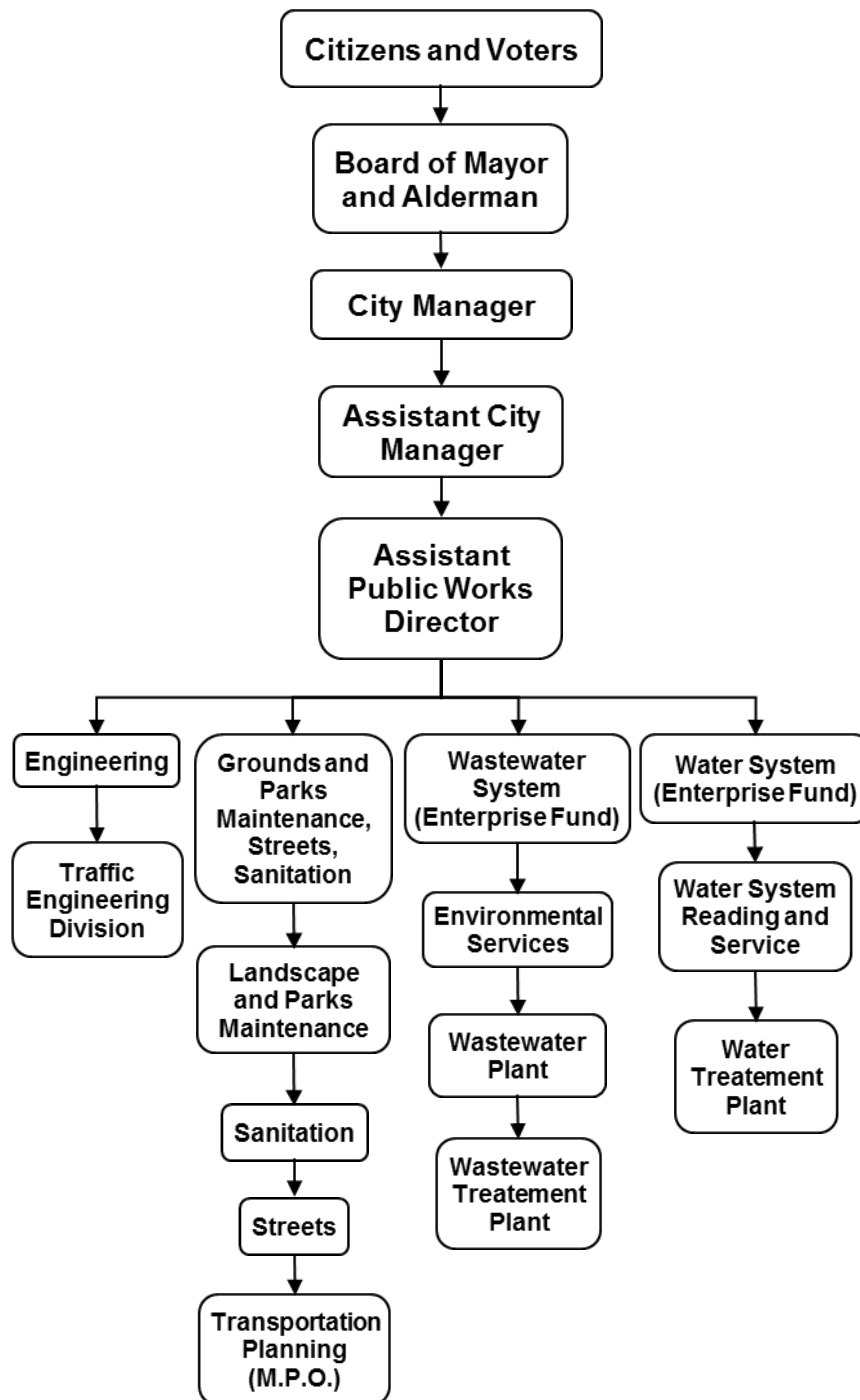 Citizens and Voters
Board of Mayor
and Alderman
City Manager
Assistant City
Manager
Assistant
Public Works
Director
Engineering
Traffic
Engineering
Division
Grounds and
Parks
Maintenance,
Streets,
Sanitation
Landscape
and Parks
Maintenance
Sanitation
Streets
Transportation
Planning
(M.P.O.)
Wastewater
System
(Enterprise Fund)
Environmental
Services
Wastewater
Plant
Wastewater
Treatement
Plant
Water System
(Enterprise Fund)
Water System
Reading and
Service
Water
Treatement
Plant